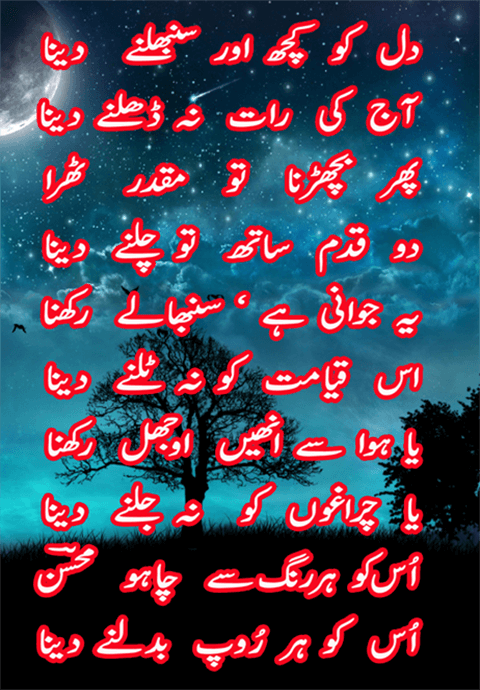 دل کو کچھ اور سنبھلنے دینا
آج کی رات نہ ڈھلنے دینا
پھر بچھڑنا تو مقدر ٹھرا
دو قدم ساتھ تو چلنے دینا
یہ جوانی ہے ‘ سنبھالے رکھنا
اس قیامت کو نہ ٹلنے دینا
یا ہوا سے انھیں اوجھل رکھنا
یا چراغوں کو نہ جلنے دینا
اُس کو ہر رنگ سے چاہو محسنؔ
اُس کو ہر رُوپ بدلنے دینا